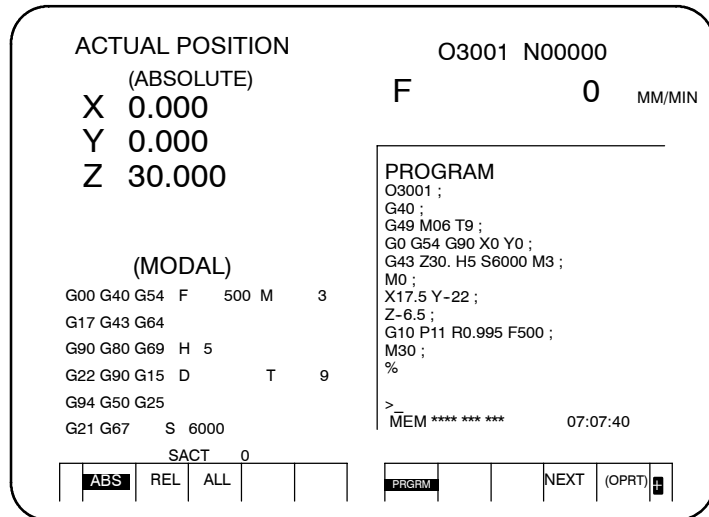 ACTUAL POSITION
(ABSOLUTE)
X 0.000
Y 0.000
Z 30.000
(MODAL)
G00 G40 G54 F 500 M 3
G17 G43 G64
G90 G80 G69 H 5
G22 G90 G15 D T 9
G94 G50 G25
G21 G67 S 6000
SACT 0
ABS REL ALL
O3001 N00000
F 0 MM/MIN
PROGRAM
O3001 ;
G40 ;
G49 M06 T9 ;
G0 G54 G90 X0 Y0 ;
G43 Z30. H5 S6000 M3 ;
M0 ;
X17.5 Y-22 ;
Z-6.5 ;
G10 P11 R0.995 F500 ;
M30 ;
%
>_
MEM **** *** *** 07:07:40
PRGRM NEXT (OPRT) +